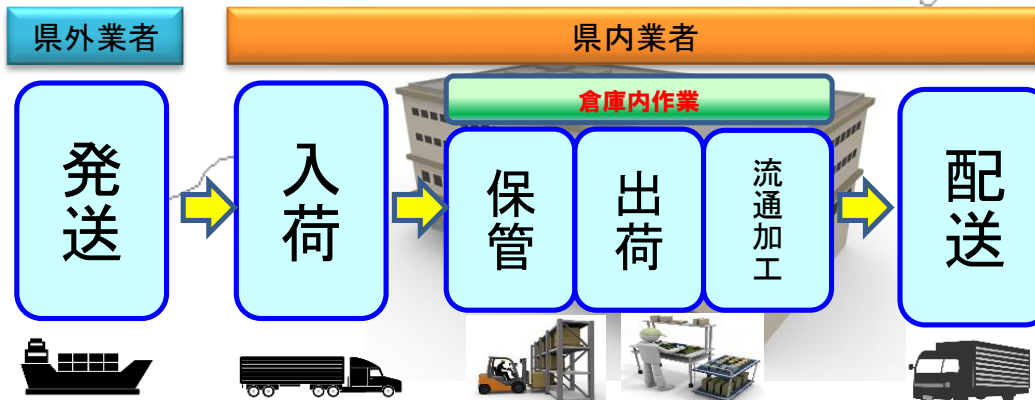 県外業者
県内業者
倉庫内作業
発送
入荷
保管
出荷
流通加工
配送